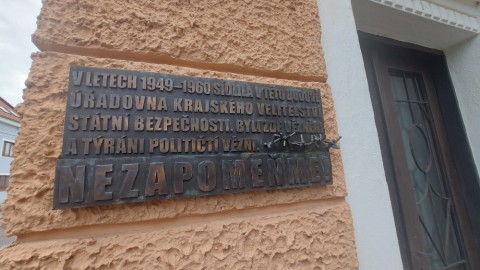 V LETECH 1949–1960 SÍDLILA V TÉTO BUDOVĚ
ÚŘADOVNA KRAJSKÉHO VELITELSTVÍ
STÁTNÍ BEZPEČNOSTI. BYLI ZDE VĚZNĚNI
A TÝRÁNI POLITIČTÍ VĚZNI.
NEZAPOMEŇME!